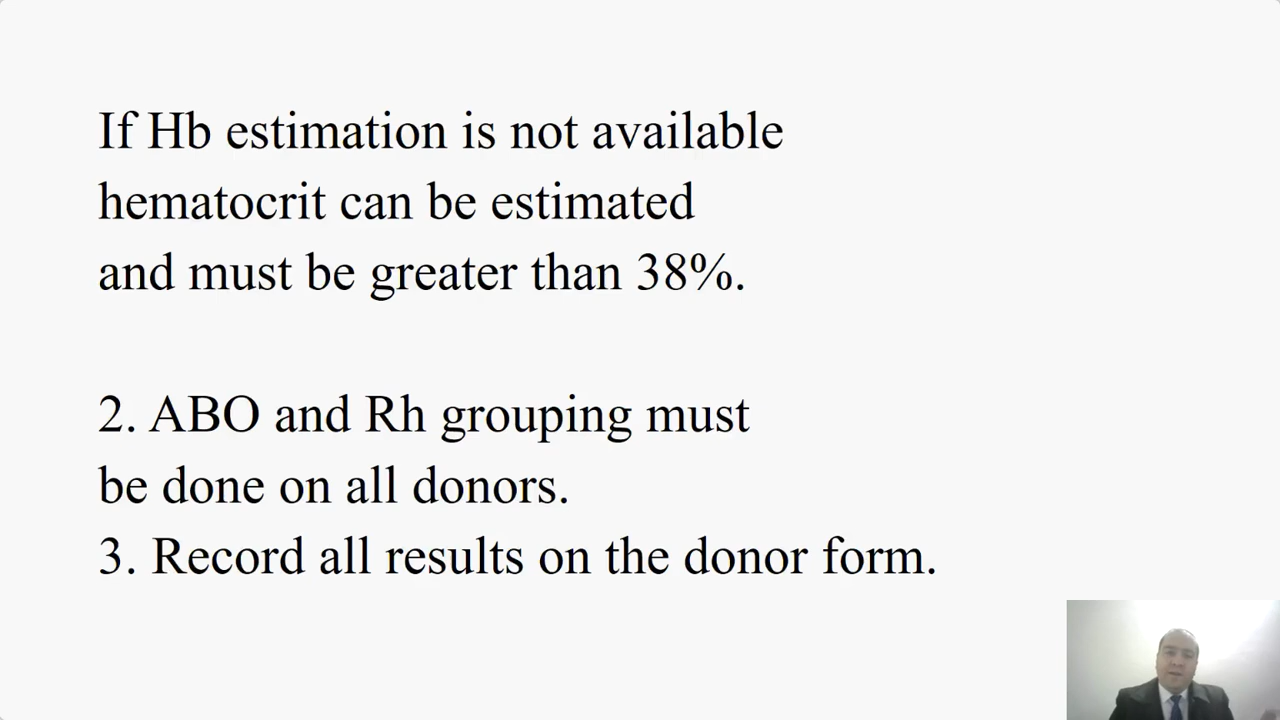 If Hb estimation is not available
hematocrit can be estimated
and must be greater than 38%.
2. ABO and Rh grouping must
be done on all donors.
3. Record all results on the donor form.